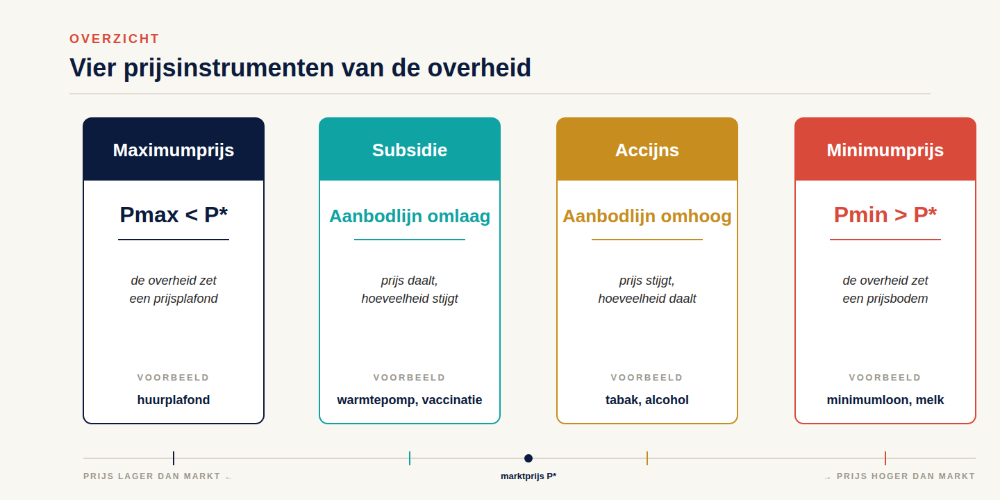 OVERZICHT
Vier prijsinstrumenten van de overheid
Maximumprijs
Pmax < P*
de overheid zet
een prijsplafond
VOORBEELD
huurplafond
Subsidie
Aanbodlijn omlaag
prijs daalt,
hoeveelheid stijgt
VOORBEELD
warmtepomp, vaccinatie
Accijns
Aanbodlijn omhoog
prijs stijgt,
hoeveelheid daalt
VOORBEELD
tabak, alcohol
Minimumprijs
Pmin > P*
de overheid zet
een prijsbodem
VOORBEELD
minimumloon, melk
PRIJS LAGER DAN MARKT ←
marktprijs P*
→ PRIJS HOGER DAN MARKT